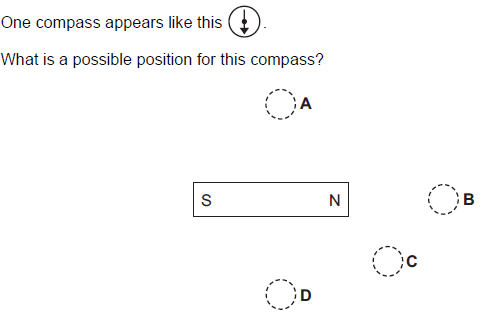 One compass appears like this .
What is a possible position for this compass?
A
S N
B
C
D